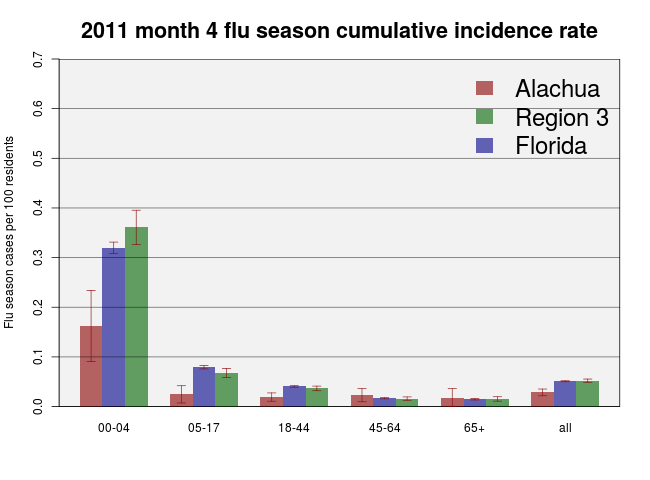 2011 month 4 flu season cumulative incidence rate
Flu season cases per 100 residents
0.7
0.6
0.5
0.4
0.3
0.2
0.1
0.0
Alachua
Region 3
Florida
00-04 05-17 18-44 45-64 65+ all